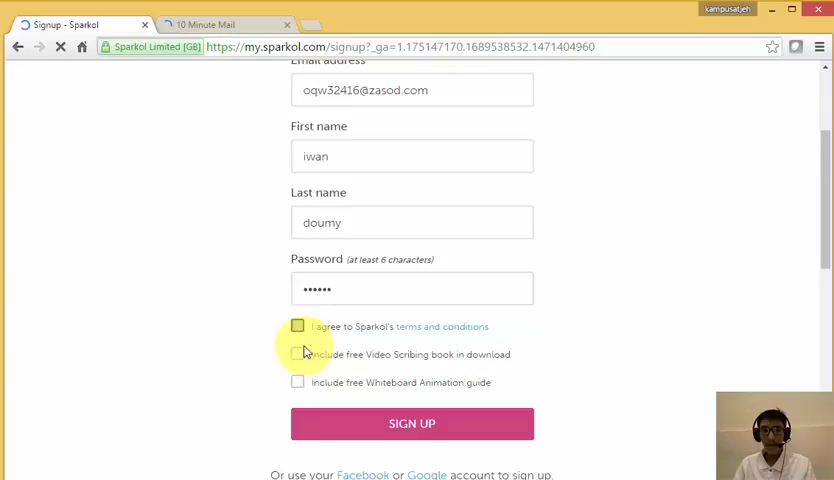 kampusatjeh
Signup - Sparkol
10 Minute Mail
Sparkol Limited [GB] https://my.sparkol.com/signup?_ga=1.175147170.1689538532.1471404960
Email address
oqw32416@zasod.com
First name
iwan
Last name
doumy
Password (at least 6 characters)
••••••
I agree to Sparkol's terms and conditions
Include free Video Scribing book in download
Include free Whiteboard Animation guide
SIGN UP
Or use your Facebook or Google account to sign up.